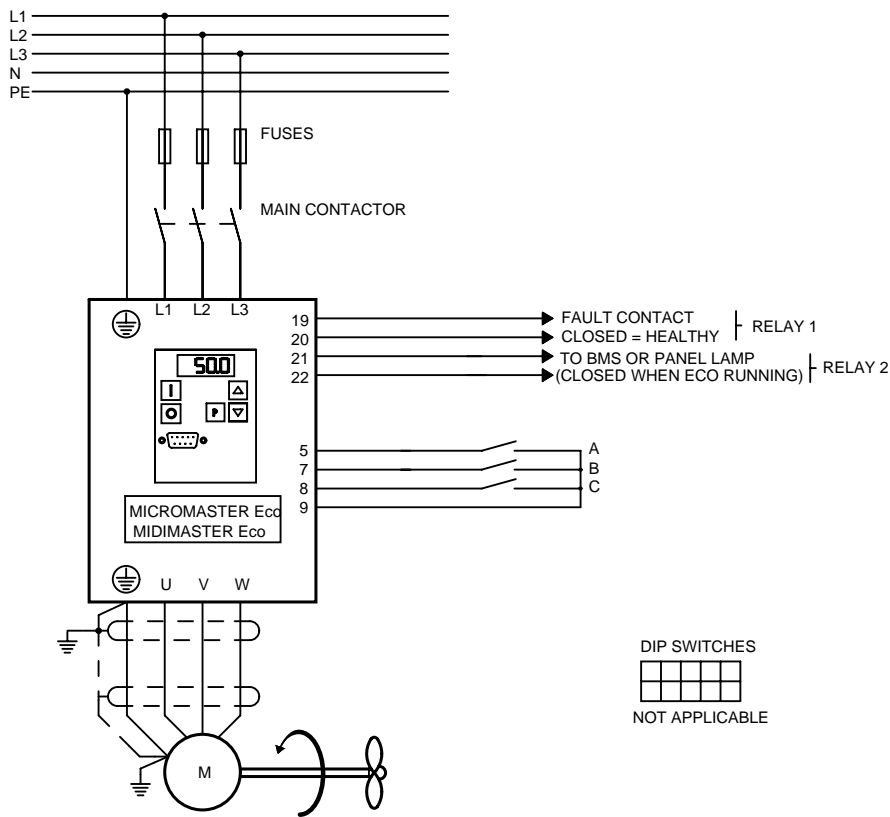 L1
L2
L3
N
PE
FUSES
MAIN CONTACTOR
L1 L2 L3
19 FAULT CONTACT
20 CLOSED = HEALTHY
RELAY 1
21 TO BMS OR PANEL LAMP
22 (CLOSED WHEN ECO RUNNING)
RELAY 2
50.0
P
5 A
7 B
8 C
9
MICROMASTER Eco
MIDIMASTER Eco
U V W
DIP SWITCHES
NOT APPLICABLE
M